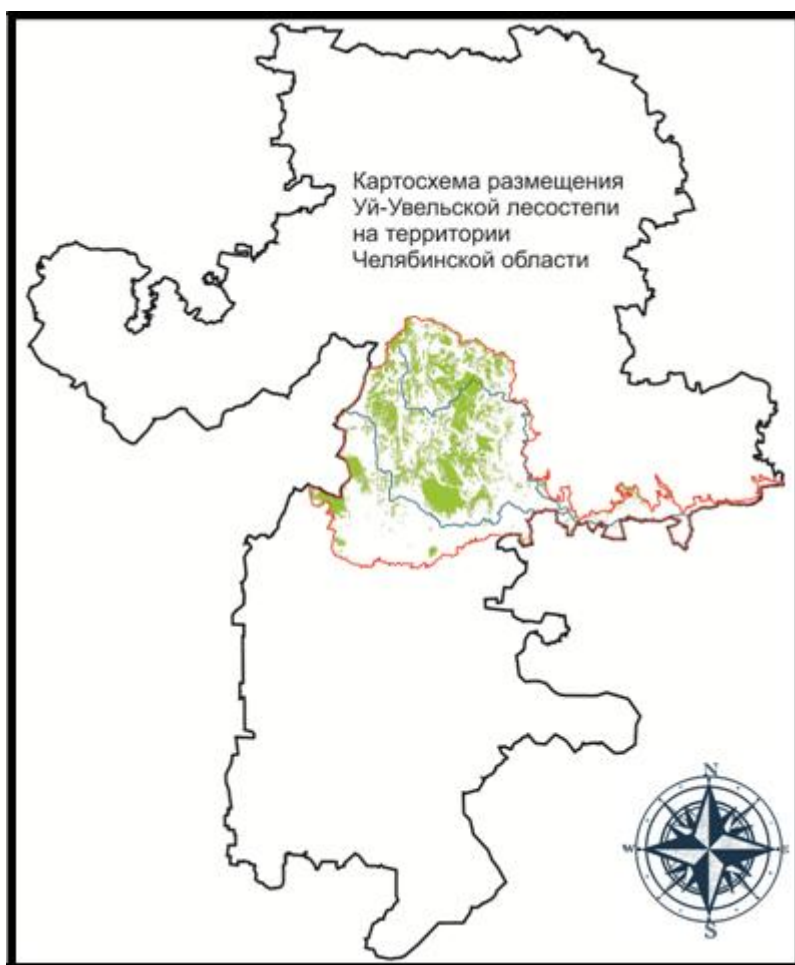 Картосхема размещения
Уй-Увельской лесостепи
на территории
Челябинской области
N
W
E
S